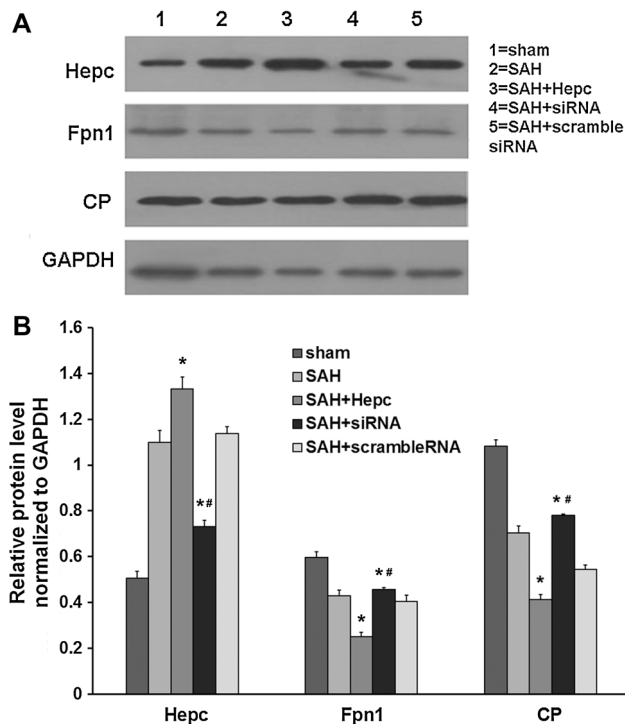 A
1 2 3 4 5
Hepc
Fpn1
CP
GAPDH
1=sham
2=SAH
3=SAH+Hepc
4=SAH+siRNA
5=SAH+scramble
siRNA
B
Relative protein level
normalized to GAPDH
1.6
1.4
1.2
1
0.8
0.6
0.4
0.2
0
sham
SAH
SAH+Hepc
SAH+siRNA
SAH+scrambleRNA
*
*#
*
*#
*
*#
Hepc Fpn1 CP